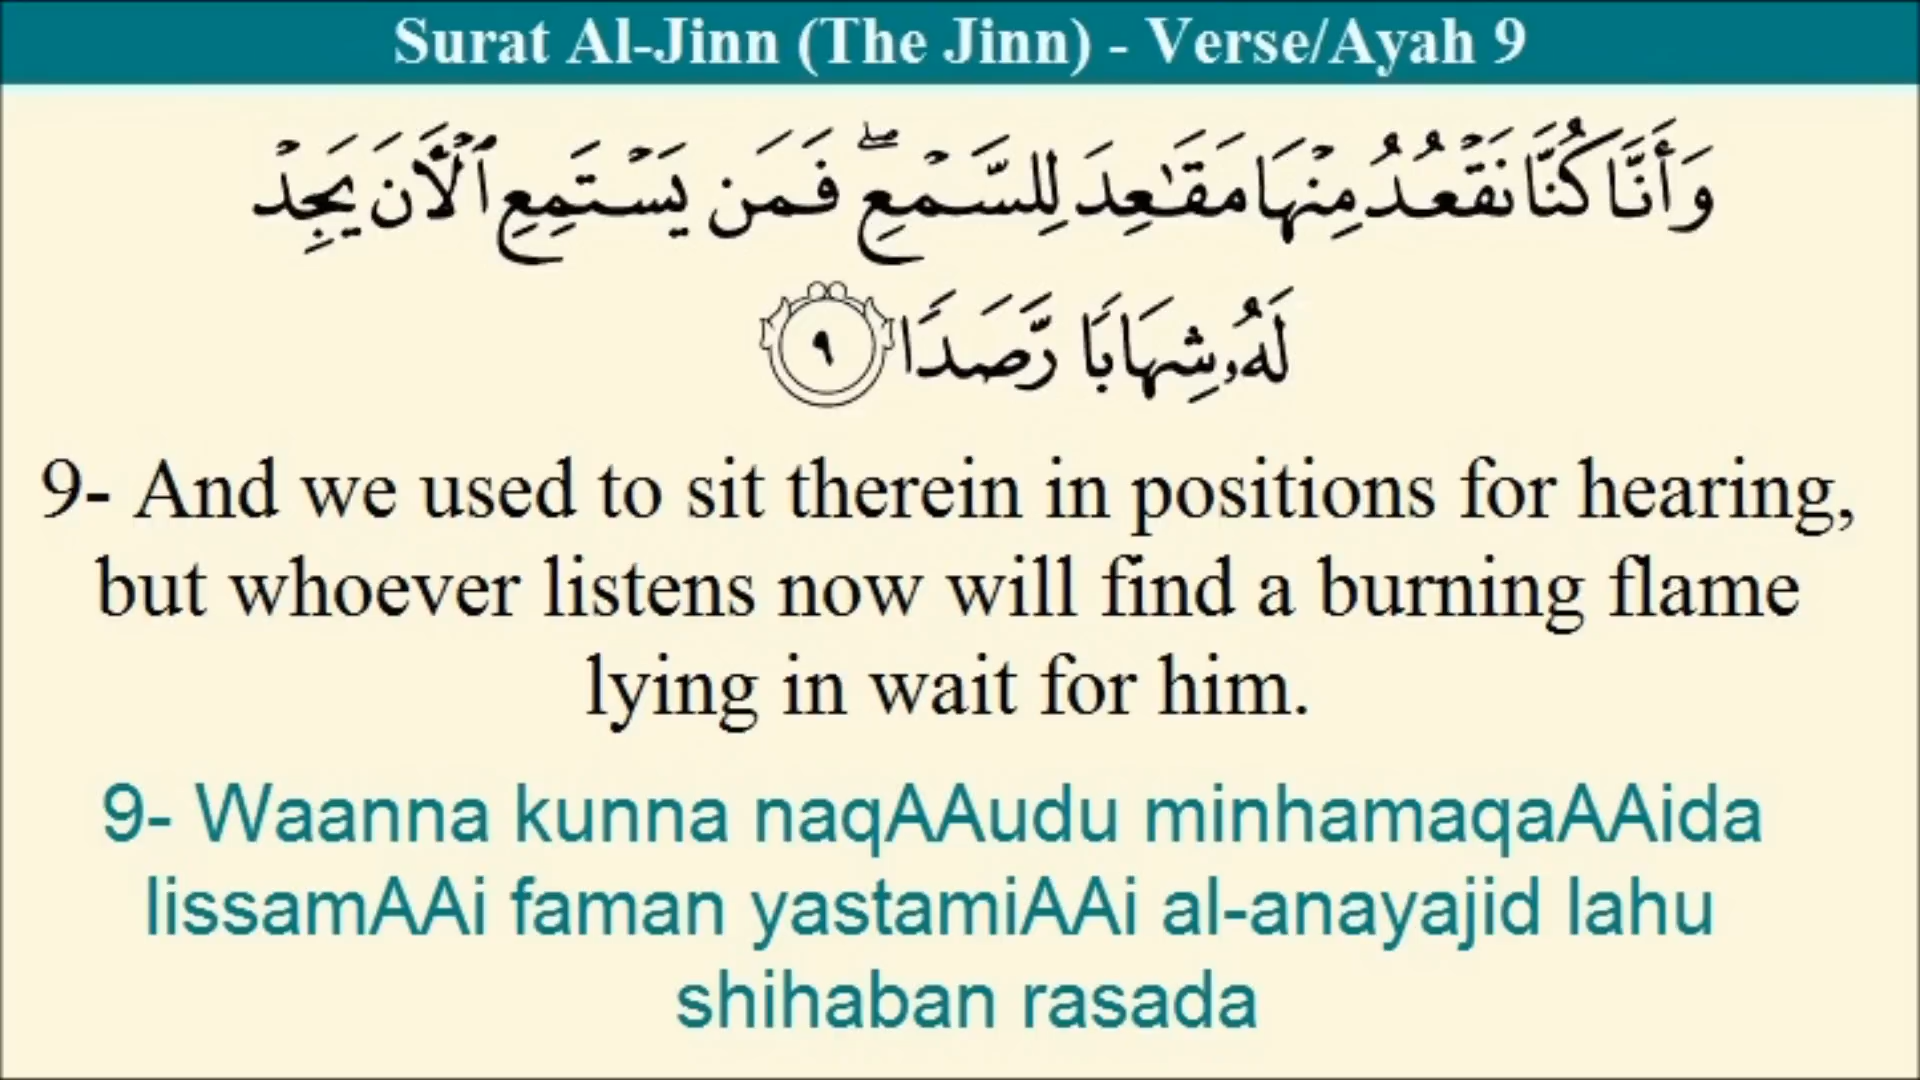 Surat Al-Jinn (The Jinn) - Verse/Ayah 9
وَأَنَّا كُنَّا نَقْعُدُ مِنْهَا مَقَٰعِدَ لِلسَّمْعِ ۖ فَمَن يَسْتَمِعِ ٱلْـَٔانَ يَجِدْ
لَهُۥ شِهَابًا رَّصَدًا ٩
9- And we used to sit therein in positions for hearing,
but whoever listens now will find a burning flame
lying in wait for him.
9- Waanna kunna naqAAudu minhamaqaAAida
lissamAAi faman yastamiAAi al-anayajid lahu
shihaban rasada